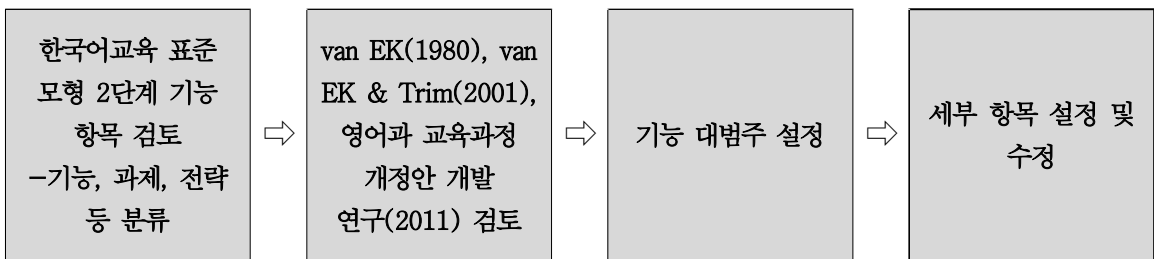 한국어교육 표준
모형 2단계 기능
항목 검토
-기능, 과제, 전략
등 분류
⇨
van EK(1980), van
EK & Trim(2001),
영어과 교육과정
개정안 개발
연구(2011) 검토
⇨
기능 대범주 설정
⇨
세부 항목 설정 및
수정